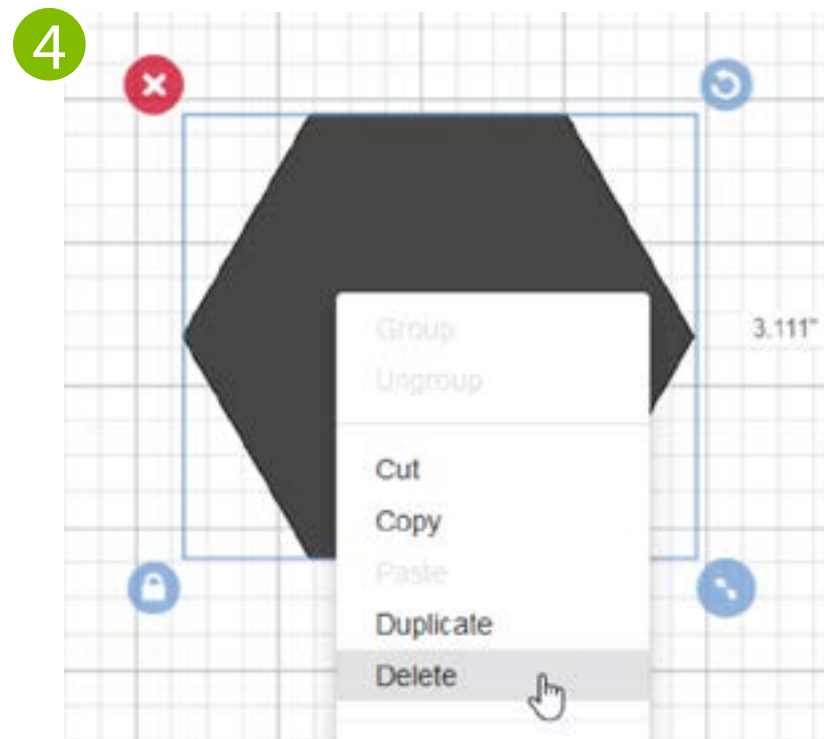 4
3.111"
Group
Ungroup
Cut
Copy
Paste
Duplicate
Delete